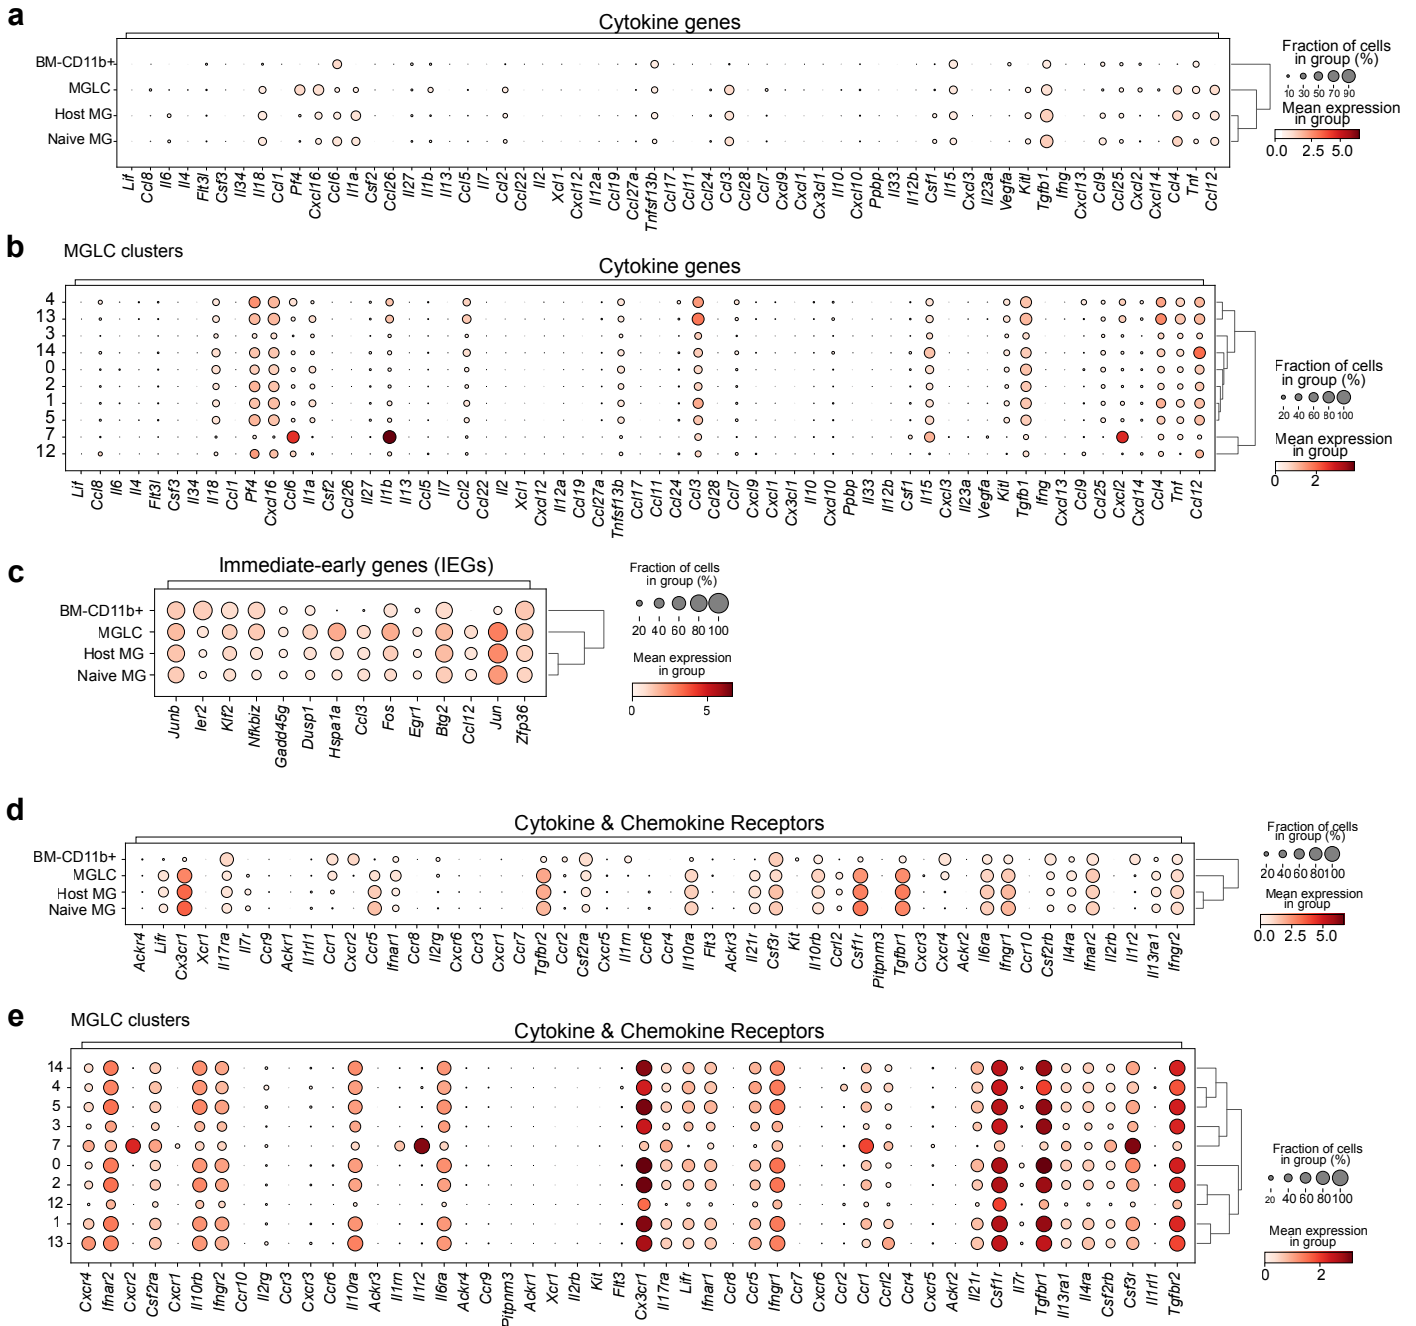 a
Cytokine genes
BM-CD11b+
MGLC
Host MG
Naive MG
Lif Ccl8 Il6 Il4 Flt3l Csf3 Il34 Il18 Ccl1 Pf4 Cxcl16 Ccl6 Il1a Csf2 Ccl26 Il27 Il1b Il13 Ccl5 Il7 Ccl2 Ccl22 Il2 Xcl1 Cxcl12 Il12a Ccl19 Ccl27a Tnfsf13b Ccl17 Ccl11 Ccl24 Ccl3 Ccl28 Ccl7 Cxcl9 Cxcl1 Cx3cl1 Il10 Cxcl10 Ppbp Il33 Il12b Csf1 Il15 Cxcl3 Il23a Vegfa Kitl Tgfb1 Ifng Cxcl13 Ccl9 Ccl25 Cxcl2 Cxcl14 Ccl4 Tnf Ccl12
Fraction of cells
in group (%)
10 30 50 70 90
Mean expression
in group
0.0 2.5 5.0
b
MGLC clusters
Cytokine genes
4
13
3
14
0
2
1
5
7
12
Lif Ccl8 Il6 Il4 Flt3l Csf3 Il34 Il18 Ccl1 Pf4 Cxcl16 Ccl6 Il1a Csf2 Ccl26 Il27 Il1b Il13 Ccl5 Il7 Ccl2 Ccl22 Il2 Xcl1 Cxcl12 Il12a Ccl19 Ccl27a Tnfsf13b Ccl17 Ccl11 Ccl24 Ccl3 Ccl28 Ccl7 Cxcl9 Cxcl1 Cx3cl1 Il10 Cxcl10 Ppbp Il33 Il12b Csf1 Il15 Cxcl3 Il23a Vegfa Kitl Tgfb1 Ifng Cxcl13 Ccl9 Ccl25 Cxcl2 Cxcl14 Ccl4 Tnf Ccl12
Fraction of cells
in group (%)
20 40 60 80 100
Mean expression
in group
0 2
c
Immediate-early genes (IEGs)
BM-CD11b+
MGLC
Host MG
Naive MG
Junb Ier2 Klf2 Nfkbiz Gadd45g Dusp1 Hspa1a Ccl3 Fos Egr1 Btg2 Ccl12 Jun Zfp36
Fraction of cells
in group (%)
20 40 60 80 100
Mean expression
in group
0 5
d
Cytokine & Chemokine Receptors
BM-CD11b+
MGLC
Host MG
Naive MG
Ackr4 Lifr Cx3cr1 Xcr1 Il17ra Il7r Ccr9 Ackr1 Il1rl1 Ccr1 Cxcr2 Ccr5 Ifnar1 Ccr8 Il2rg Cxcr6 Ccr3 Cxcr1 Ccr7 Tgfbr2 Ccr2 Csf2ra Cxcr5 Il1rn Ccr6 Ccr4 Il10ra Flt3 Ackr3 Il21r Csf3r Kit Il10rb Ccrl2 Csf1r Pitpnm3 Tgfbr1 Cxcr3 Cxcr4 Ackr2 Il6ra Ifngr1 Ccr10 Csf2rb Il4ra Ifnar2 Il2rb Il1r2 Il13ra1 Ifngr2
Fraction of cells
in group (%)
20 40 60 80 100
Mean expression
in group
0.0 2.5 5.0
e
MGLC clusters
Cytokine & Chemokine Receptors
14
4
5
3
7
0
2
12
1
13
Cxcr4 Ifnar2 Cxcr2 Csf2ra Cxcr1 Il10rb Ifngr2 Ccr10 Il2rg Ccr3 Cxcr3 Ccr6 Il10ra Ackr3 Il1rn Il1r2 Il6ra Ackr4 Ccr9 Pitpnm3 Ackr1 Xcr1 Il2rb Kit Flt3 Cx3cr1 Il17ra Lifr Ifnar1 Ccr8 Ccr5 Ifngr1 Ccr7 Cxcr6 Ccr2 Ccr1 Ccrl2 Ccr4 Cxcr5 Ackr2 Il21r Csf1r Il7r Tgfbr1 Il13ra1 Il4ra Csf2rb Csf3r Il1rl1 Tgfbr2
Fraction of cells
in group (%)
20 40 60 80 100
Mean expression
in group
0 2